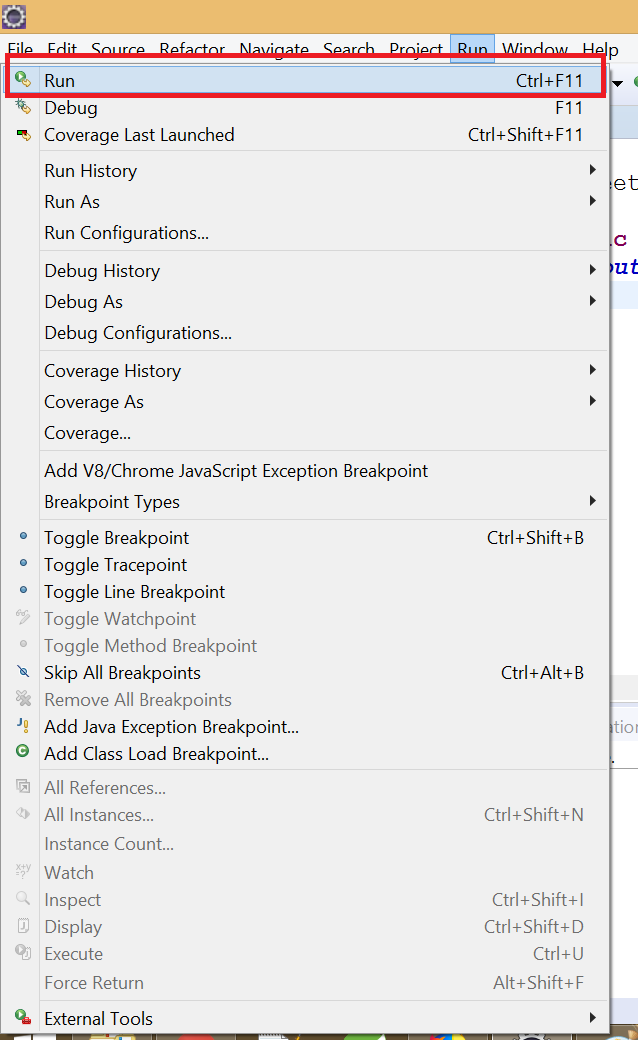 File Edit Source Refactor Navigate Search Project Run Window Help
Run Ctrl+F11
Debug F11
Coverage Last Launched Ctrl+Shift+F11
Run History
Run As
Run Configurations...
Debug History
Debug As
Debug Configurations...
Coverage History
Coverage As
Coverage...
Add V8/Chrome JavaScript Exception Breakpoint
Breakpoint Types
Toggle Breakpoint Ctrl+Shift+B
Toggle Tracepoint
Toggle Line Breakpoint
Toggle Watchpoint
Toggle Method Breakpoint
Skip All Breakpoints Ctrl+Alt+B
Remove All Breakpoints
Add Java Exception Breakpoint...
Add Class Load Breakpoint...
All References...
All Instances... Ctrl+Shift+N
Instance Count...
Watch
Inspect Ctrl+Shift+I
Display Ctrl+Shift+D
Execute Ctrl+U
Force Return Alt+Shift+F
External Tools